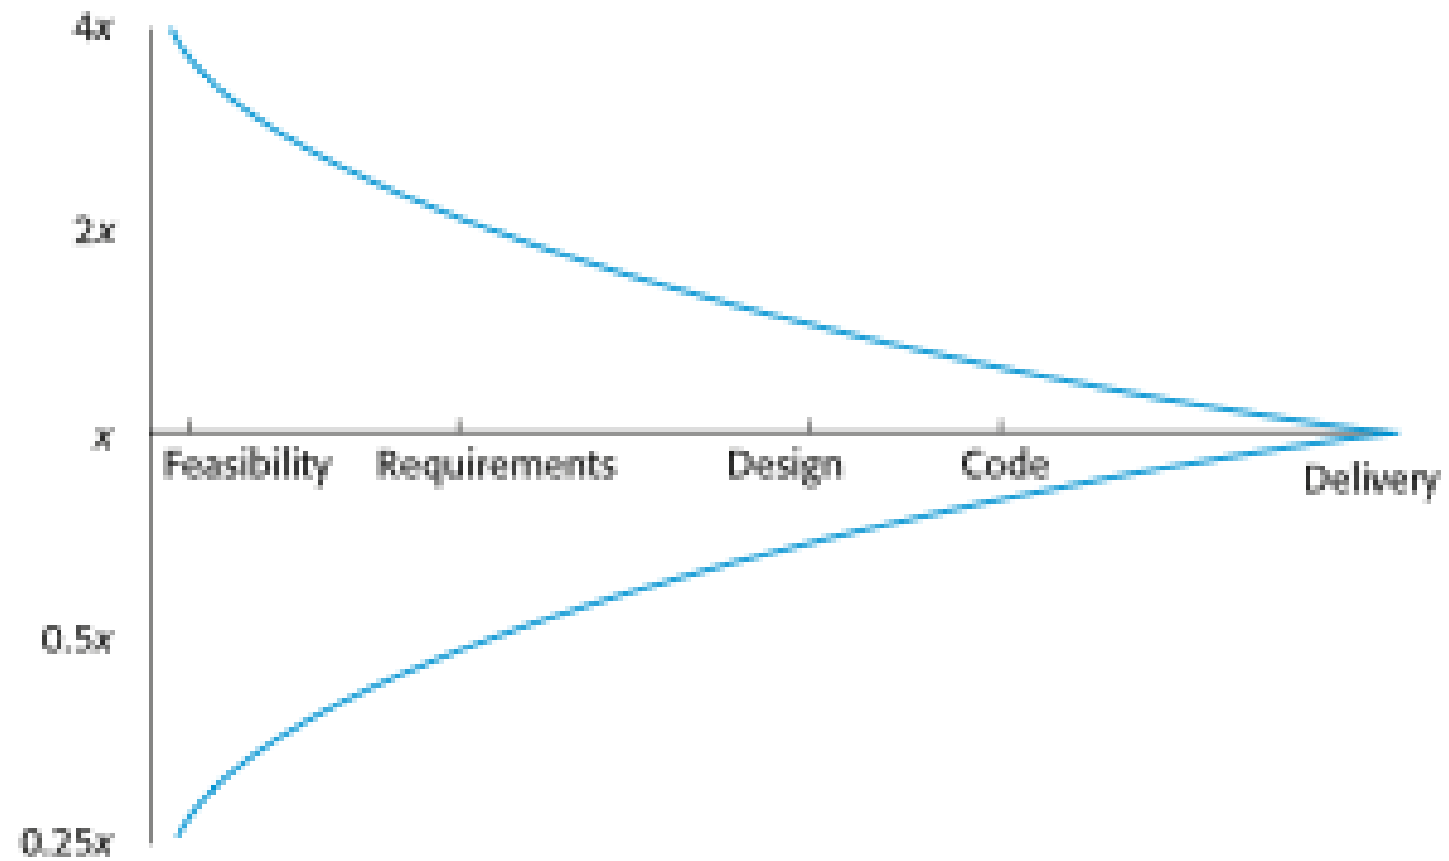 4x
2x
x
Feasibility Requirements Design Code Delivery
0.5x
0.25x